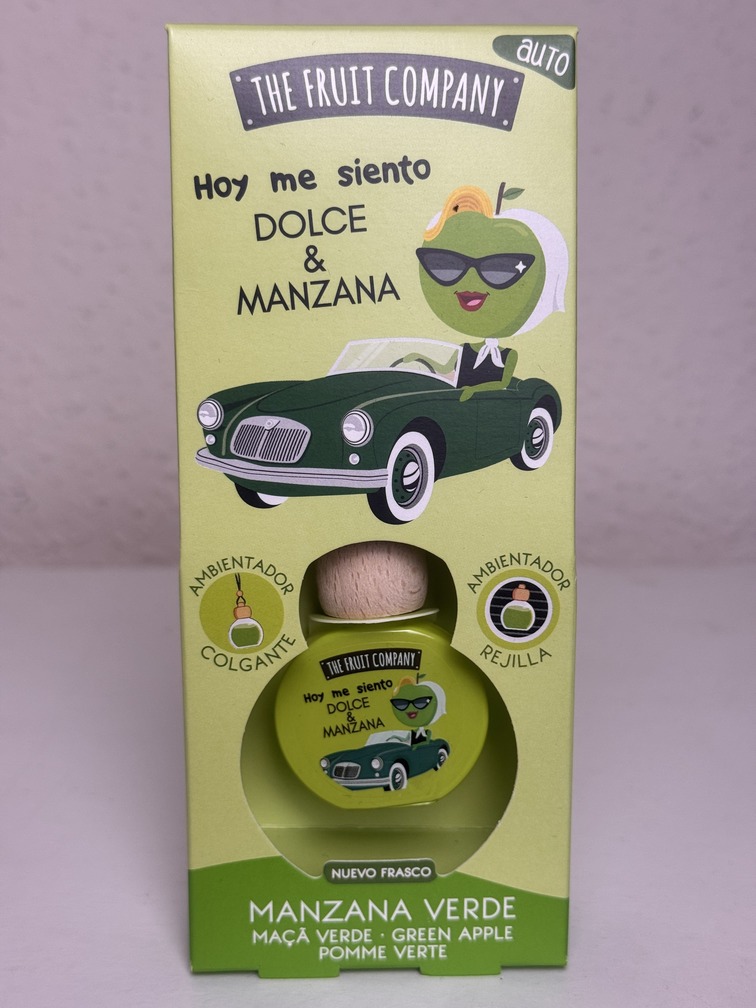 AUTO
THE FRUIT COMPANY
Hoy me siento
DOLCE
&
MANZANA
AMBIENTADOR
COLGANTE
AMBIENTADOR
REJILLA
THE FRUIT COMPANY
Hoy me siento
DOLCE
&
MANZANA
NUEVO FRASCO
MANZANA VERDE
MAÇÃ VERDE · GREEN APPLE
POMME VERTE